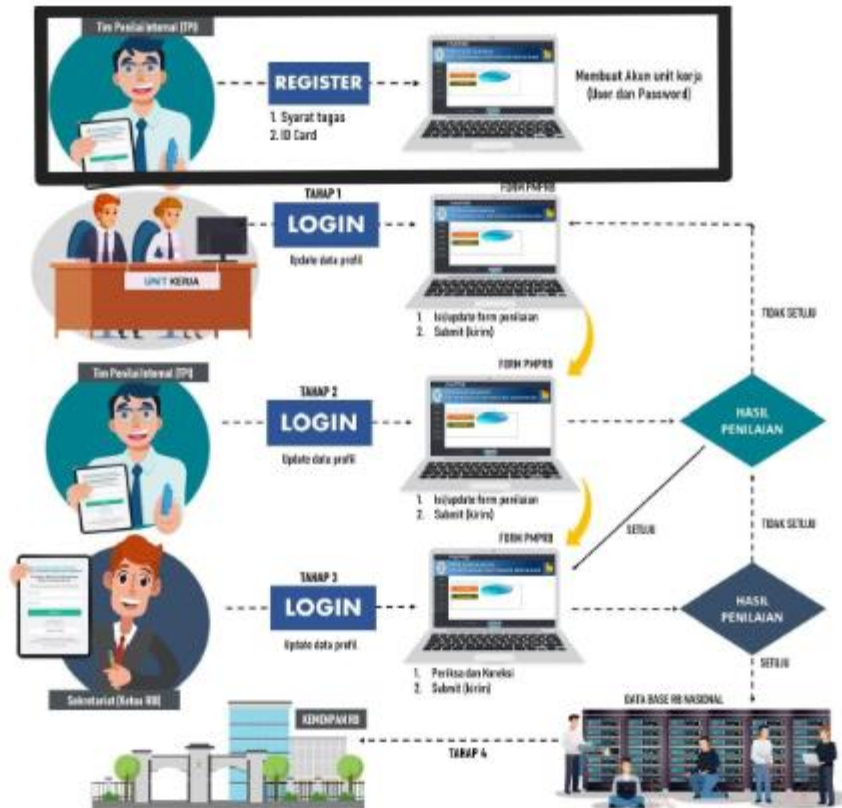 Tim Penilai Internal (TPI)
REGISTER
1. Syarat tugas
2. ID Card
Membuat Akun unit kerja
(User dan Password)
TAHAP 1
LOGIN
Update data profil
UNIT KERJA
FORM PMPRB
1. Isi/update form penilaian
2. Submit (kirim)
TIDAK SETUJU
Tim Penilai Internal (TPI)
TAHAP 2
LOGIN
Update data profil
FORM PMPRB
1. Isi/update form penilaian
2. Submit (kirim)
HASIL
PENILAIAN
SETUJU
TIDAK SETUJU
TAHAP 3
LOGIN
Update data profil
Sekretariat (Ketua RB)
FORM PMPRB
1. Periksa dan Koreksi
2. Submit (kirim)
HASIL
PENILAIAN
SETUJU
DATA BASE RB NASIONAL
TAHAP 4
KEMENPAN RB